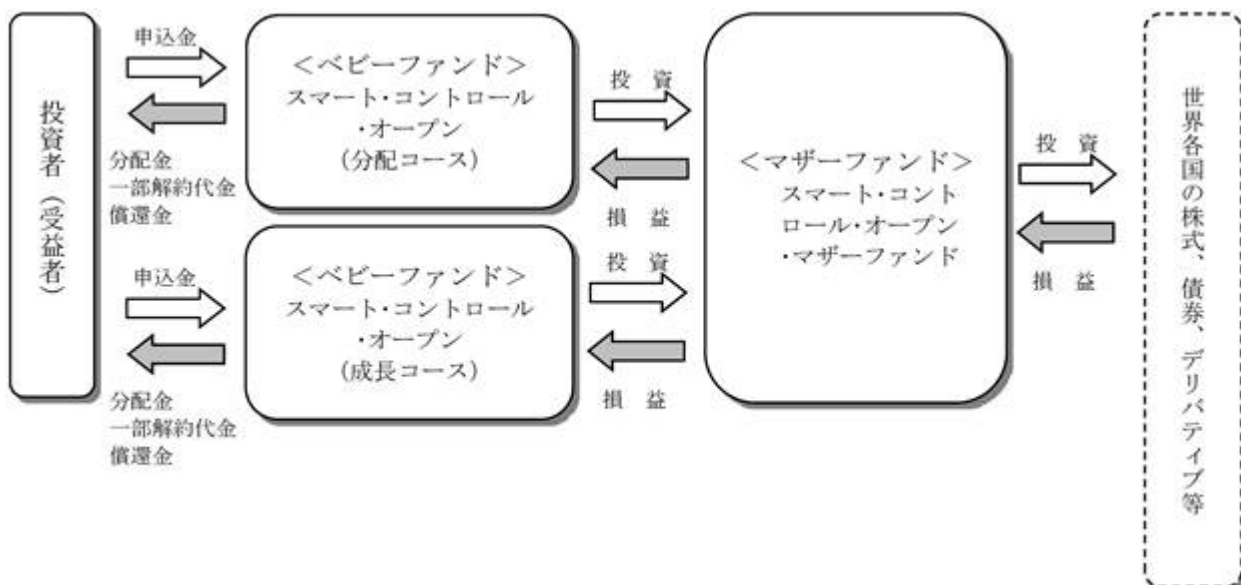 投資者（受益者）
申込金
分配金
一部解約代金
償還金
申込金
分配金
一部解約代金
償還金
＜ベビーファンド＞
スマート・コントロール
・オープン
（分配コース）
＜ベビーファンド＞
スマート・コントロール
・オープン
（成長コース）
投　資
損　益
投　資
損　益
＜マザーファンド＞
スマート・コント
ロール・オープン
・マザーファンド
投　資
損　益
世界各国の株式、債券、デリバティブ等